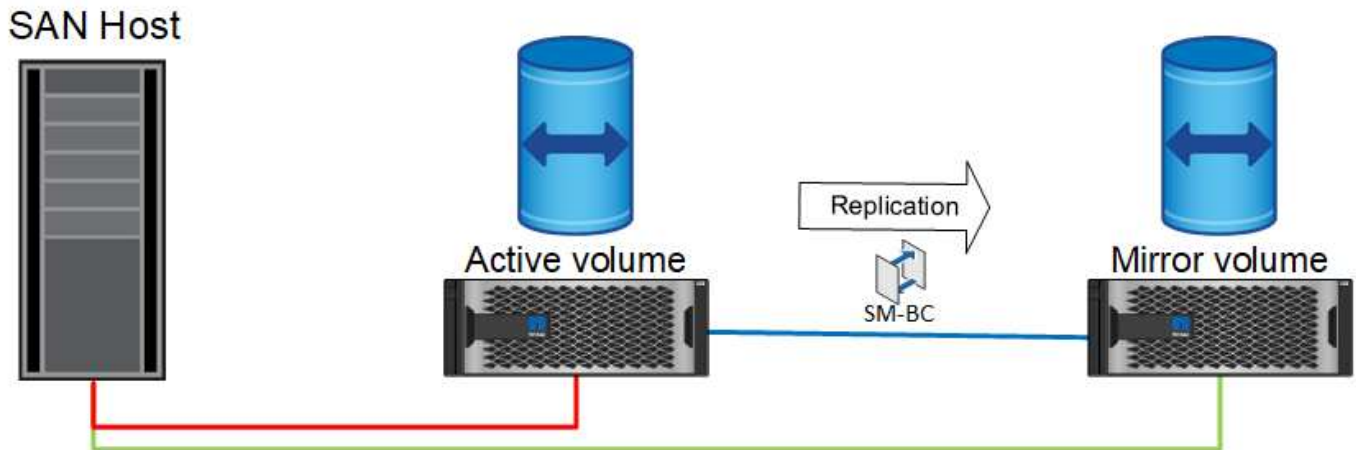 SAN Host
Replication
Active volume
Mirror volume
SM-BC